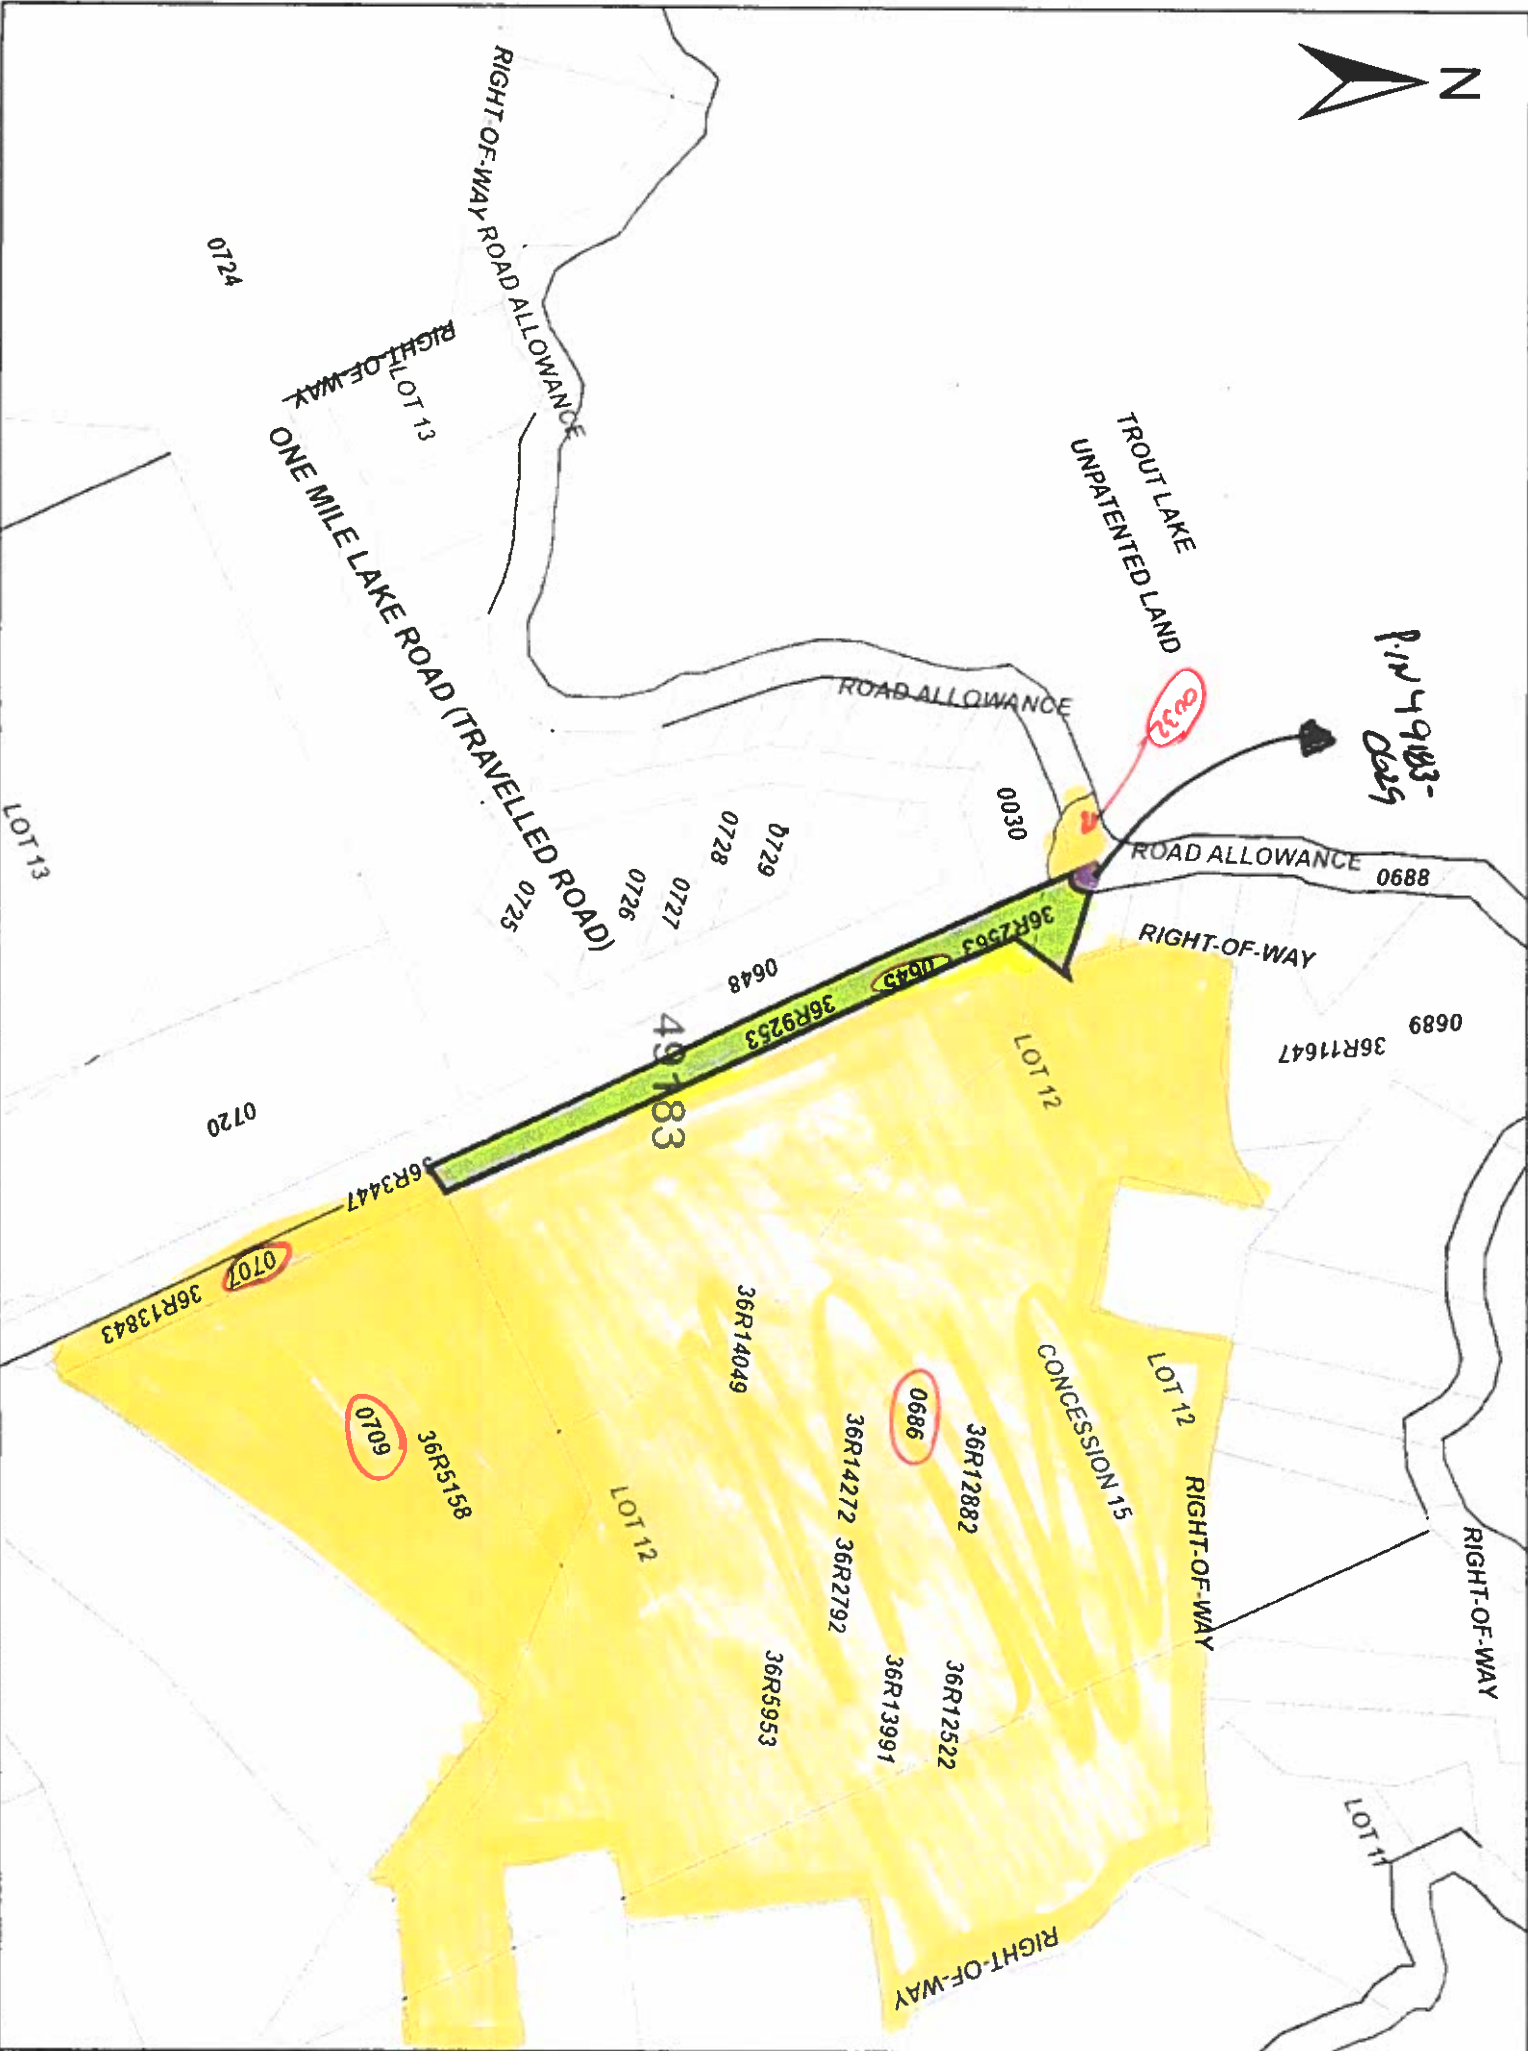 N
RIGHT-OF-WAY
ROAD ALLOWANCE
0724
RIGHT-OF-WAY
LOT 13
ONE MILE LAKE ROAD (TRAVELLED ROAD)
TROUT LAKE
UNPATENTED LAND
0032
PIN 49183-
ROAD ALLOWANCE
0030
ROAD ALLOWANCE
0688
RIGHT-OF-WAY
LOT 13
0729
0728
0727
0726
0725
36R2563
0645
0648
36R9253
49183
0689
36R11647
LOT 12
0720
36R3447
0707
36R13843
36R14049
0686
CONCESSION 15
LOT 12
0709
36R5158
36R14272
36R12882
36R2792
LOT 12
RIGHT-OF-WAY
RIGHT-OF-WAY
36R5953
36R13991
36R12522
LOT 11
RIGHT-OF-WAY